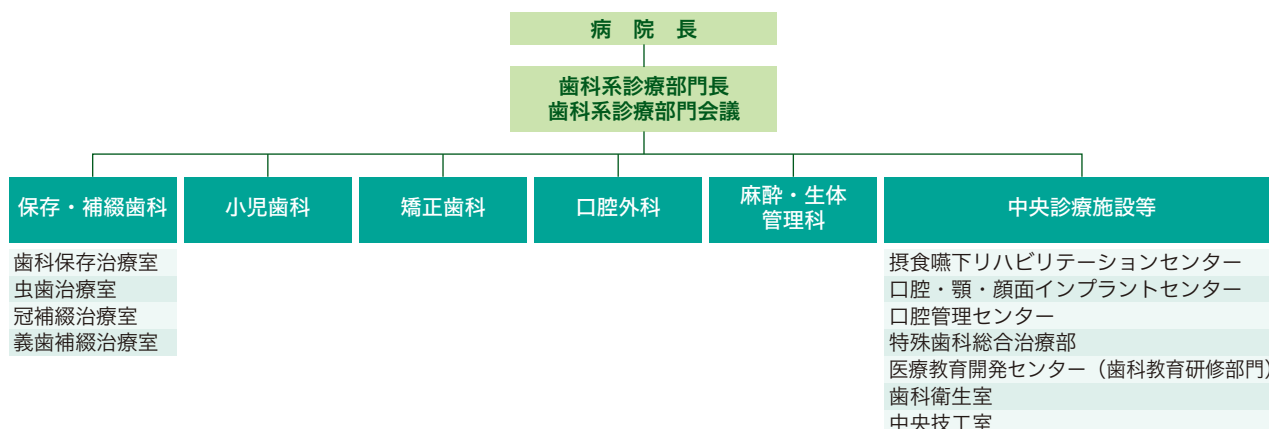 病 院 長
歯科系診療部門長
歯科系診療部門会議
保存・補綴歯科
小児歯科
矯正歯科
口腔外科
麻酔・生体
管理科
中央診療施設等
歯科保存治療室
虫歯治療室
冠補綴治療室
義歯補綴治療室
摂食嚥下リハビリテーションセンター
口腔・顎・顔面インプラントセンター
口腔管理センター
特殊歯科総合治療部
医療教育開発センター（歯科教育研修部門）
歯科衛生室
中央技工室